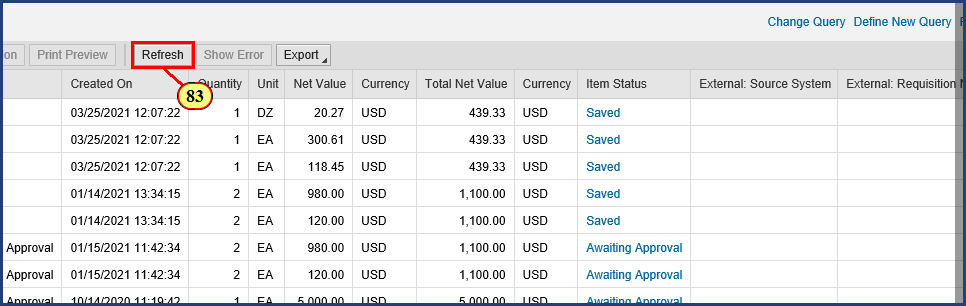 Change Query Define New Query
on Print Preview Refresh Show Error Export
83
Created On Quantity Unit Net Value Currency Total Net Value Currency Item Status External: Source System External: Requisition
03/25/2021 12:07:22 1 DZ 20.27 USD 439.33 USD Saved
03/25/2021 12:07:22 1 EA 300.61 USD 439.33 USD Saved
03/25/2021 12:07:22 1 EA 118.45 USD 439.33 USD Saved
01/14/2021 13:34:15 2 EA 980.00 USD 1,100.00 USD Saved
01/14/2021 13:34:15 2 EA 120.00 USD 1,100.00 USD Saved
Approval 01/15/2021 11:42:34 2 EA 980.00 USD 1,100.00 USD Awaiting Approval
Approval 01/15/2021 11:42:34 2 EA 120.00 USD 1,100.00 USD Awaiting Approval
Approval 10/14/2020 11:19:42 1 EA 5,000.00 USD 5,000.00 USD Awaiting Approval